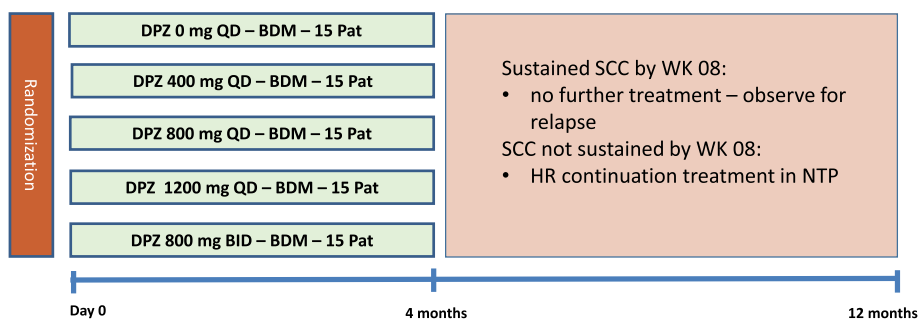 Randomization
DPZ 0 mg QD – BDM – 15 Pat
DPZ 400 mg QD – BDM – 15 Pat
DPZ 800 mg QD – BDM – 15 Pat
DPZ  1200 mg QD – BDM – 15 Pat
DPZ 800 mg BID – BDM – 15 Pat
Sustained SCC by WK 08:
• no further treatment – observe for
relapse
SCC not sustained by WK 08:
• HR continuation treatment in NTP
Day 0
4 months
12 months